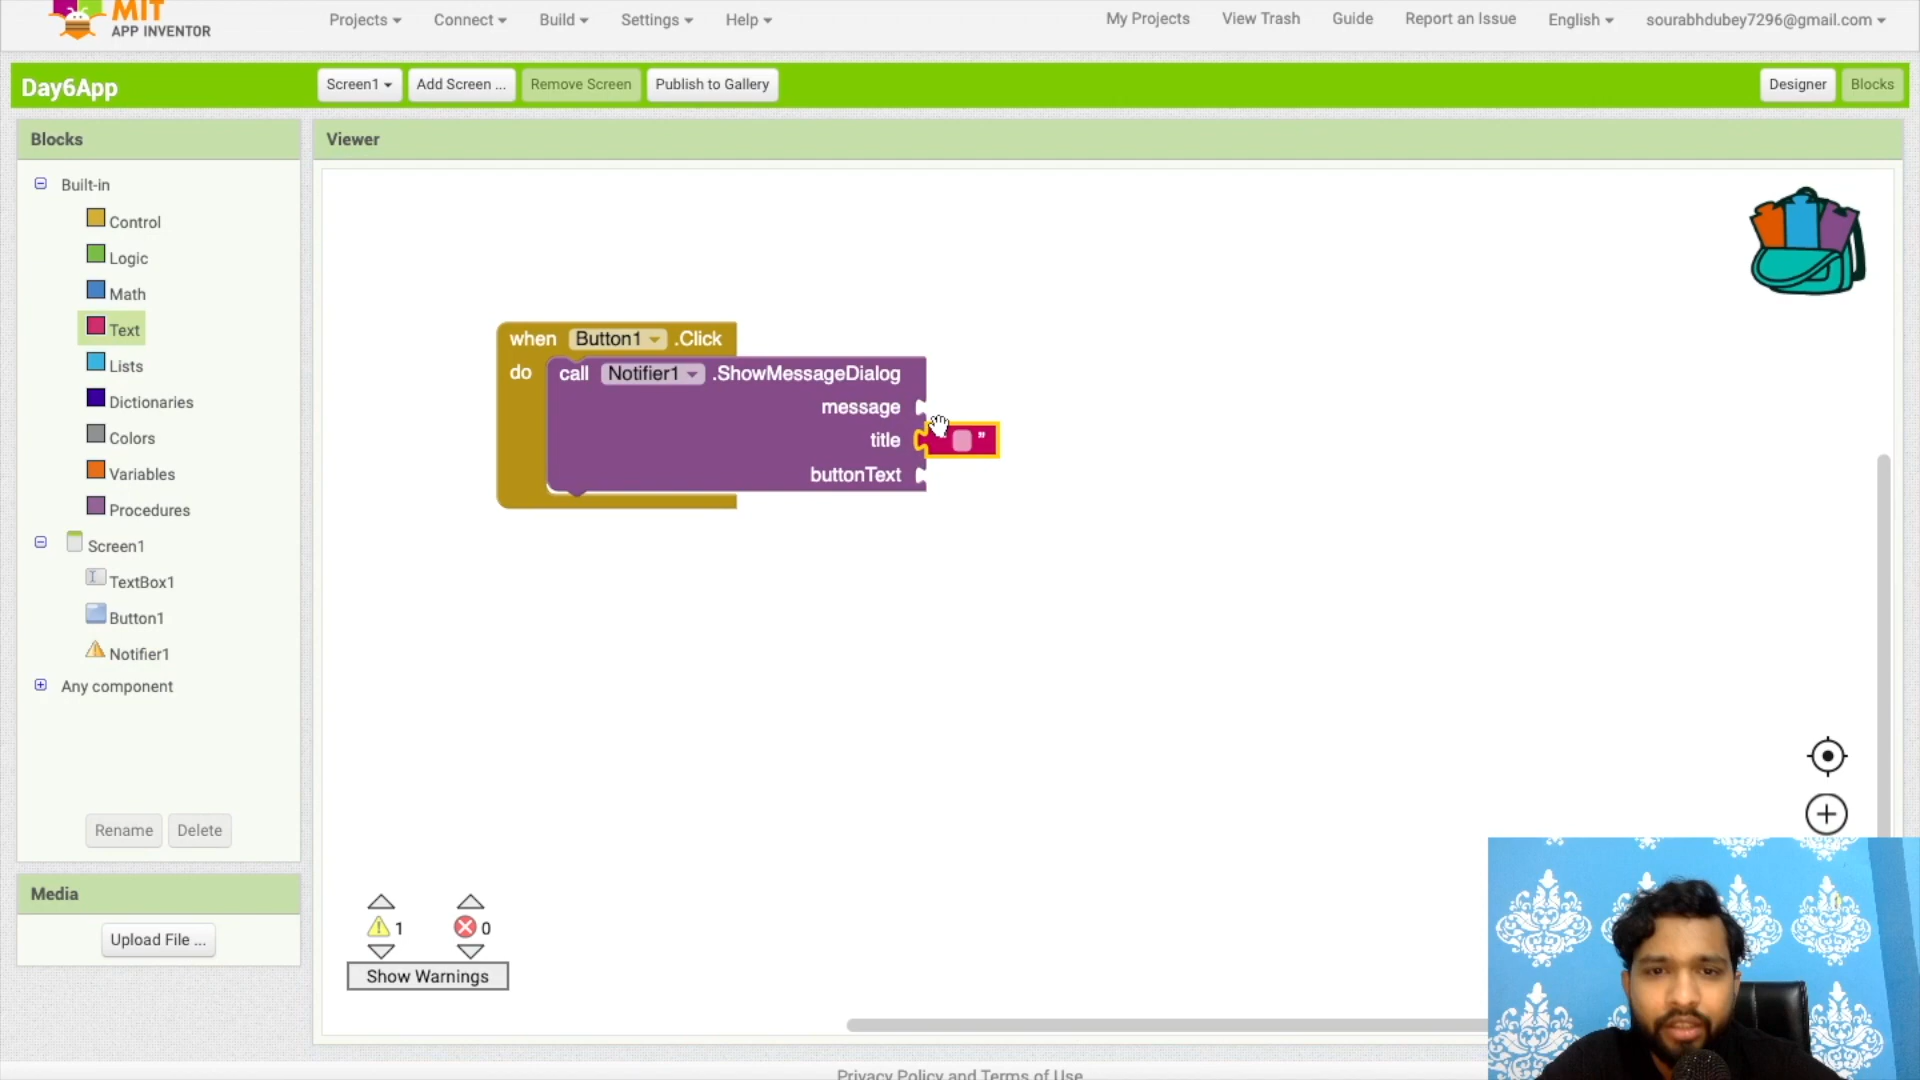 MIT
APP INVENTOR
Projects
Connect
Build
Settings
Help
My Projects
View Trash
Guide
Report an Issue
English
sourabhdubey7296@gmail.com
Day6App
Screen1
Add Screen ...
Remove Screen
Publish to Gallery
Designer
Blocks
Blocks
Viewer
Built-in
Control
Logic
Math
Text
Lists
Dictionaries
Colors
Variables
Procedures
Screen1
TextBox1
Button1
Notifier1
Any component
Rename
Delete
Media
Upload File ...
when Button1 .Click
do call Notifier1 .ShowMessageDialog
message
title " "
buttonText
1
0
Show Warnings
Privacy Policy and Terms of Use